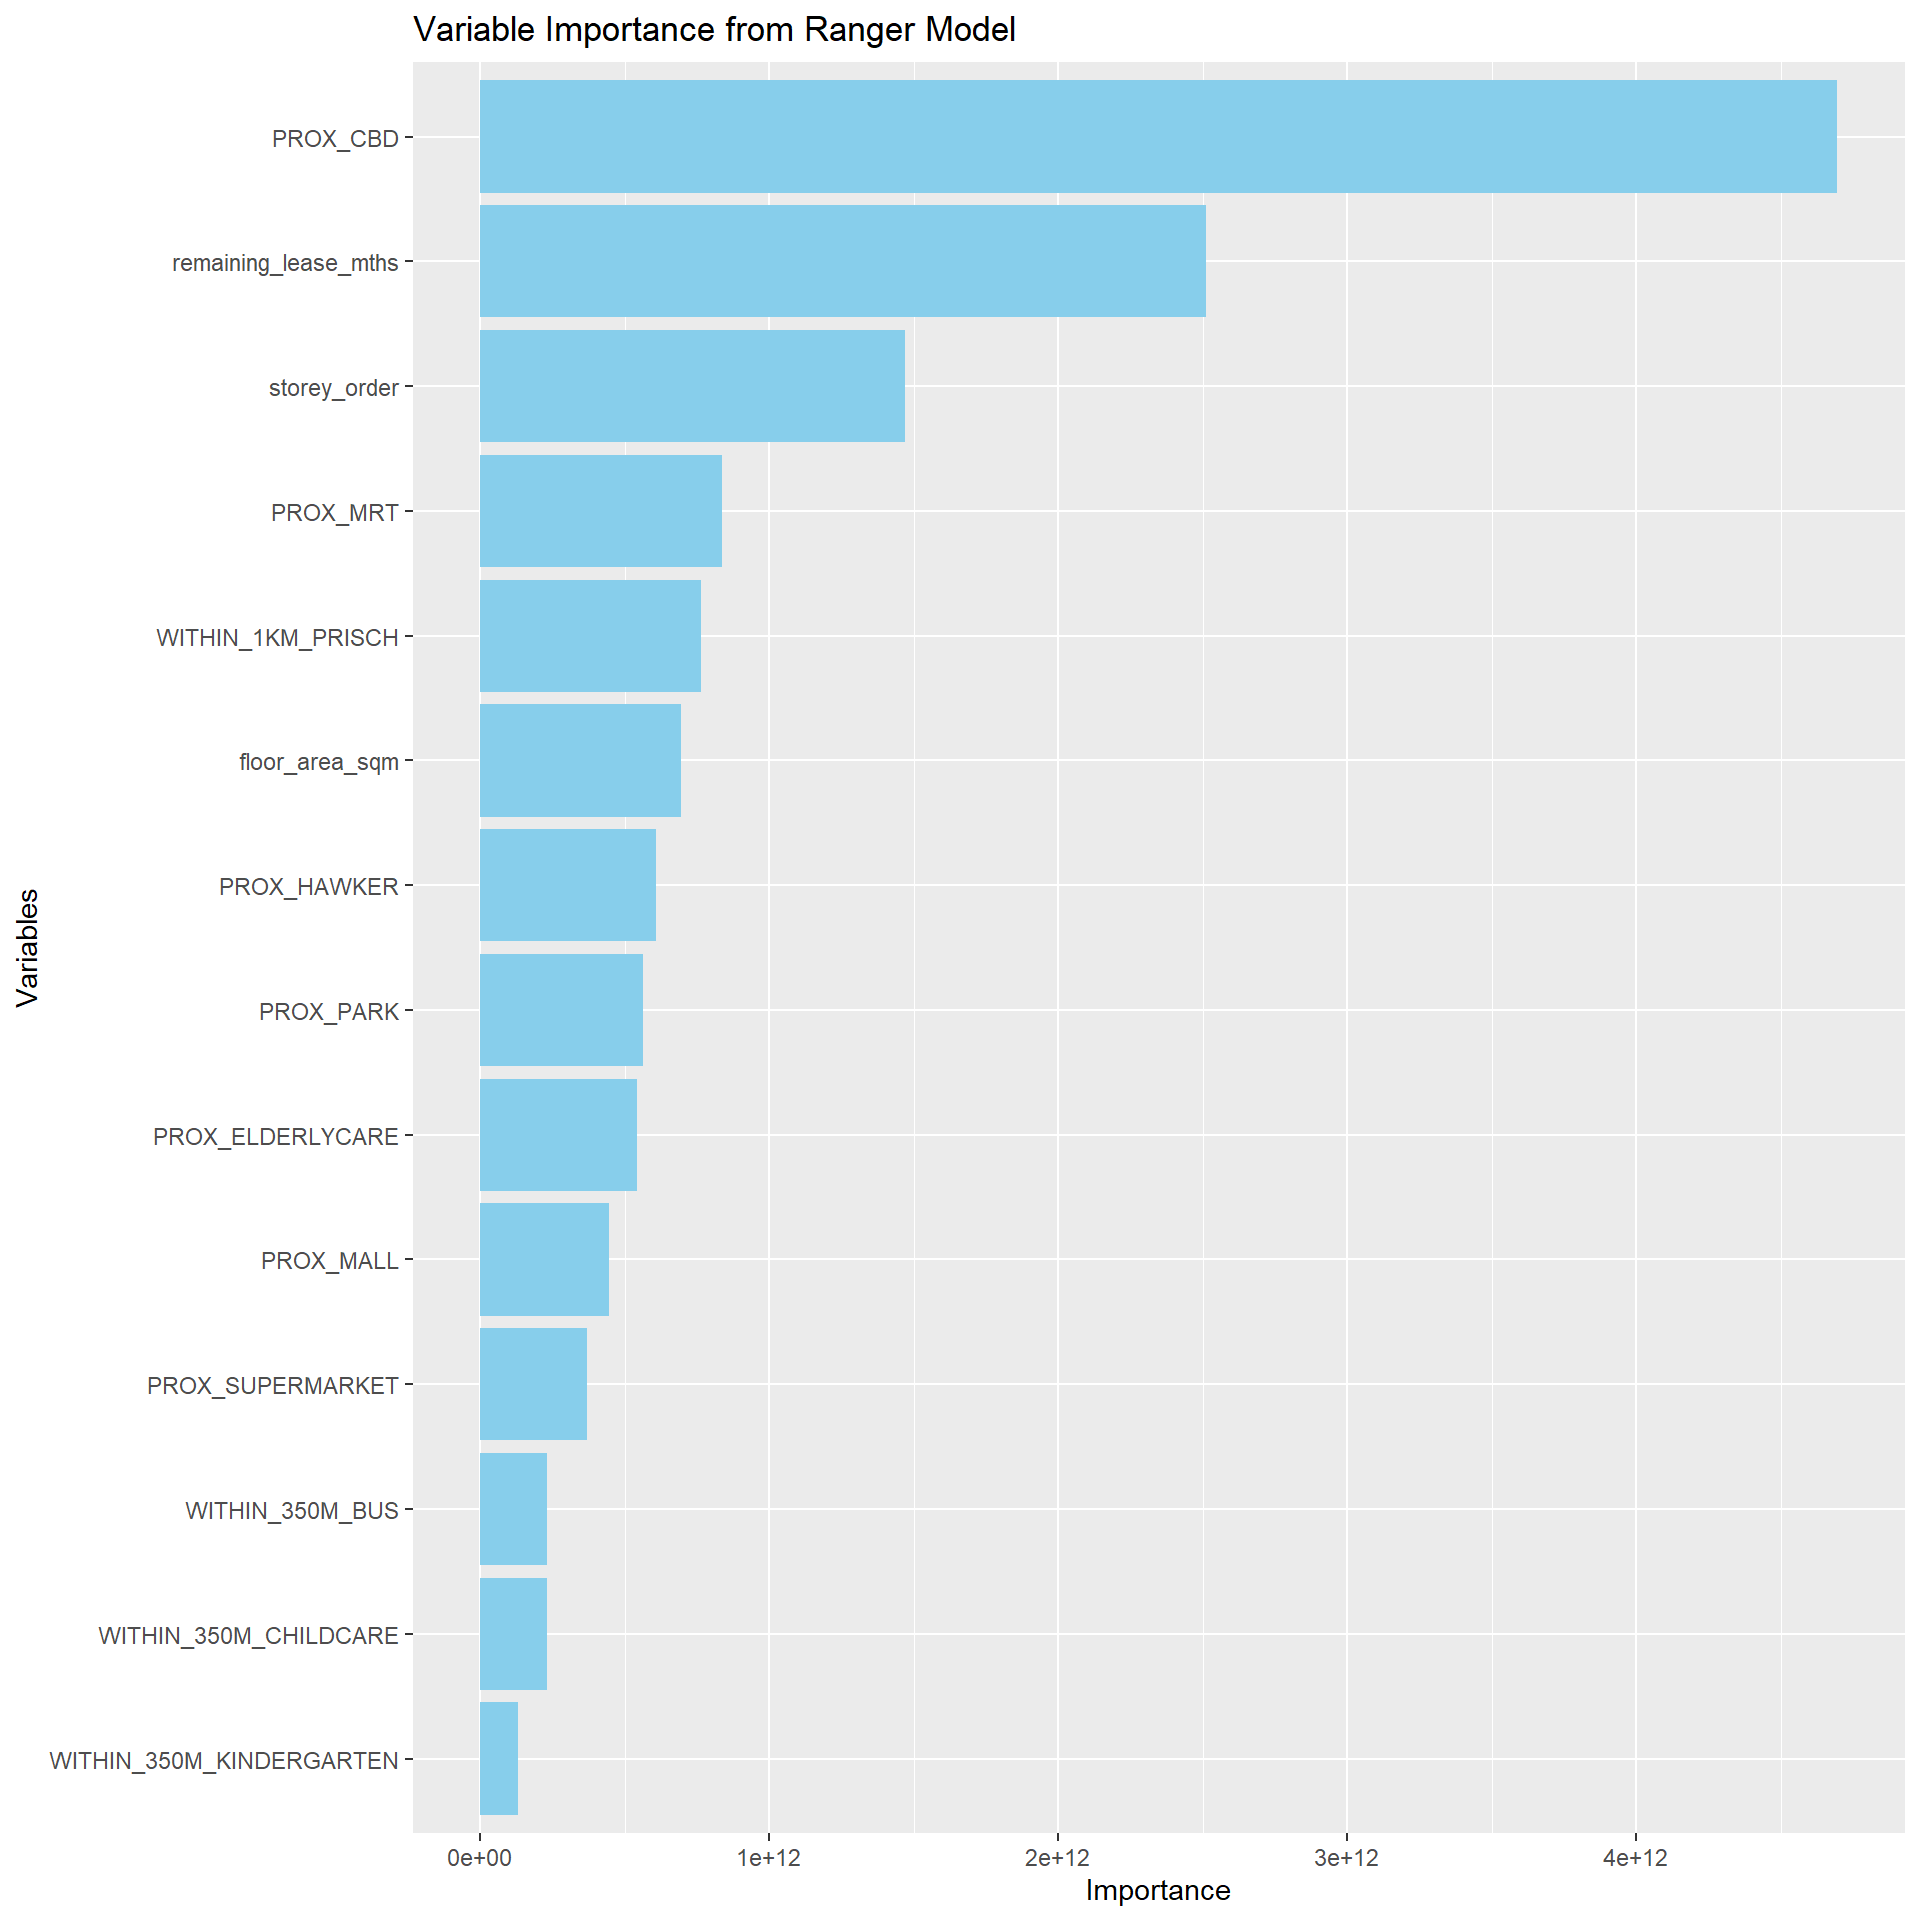 Variable Importance from Ranger Model
PROX_CBD
remaining_lease_mths
storey_order
PROX_MRT
WITHIN_1KM_PRISCH
floor_area_sqm
PROX_HAWKER
PROX_PARK
PROX_ELDERLYCARE
PROX_MALL
PROX_SUPERMARKET
WITHIN_350M_BUS
WITHIN_350M_CHILDCARE
WITHIN_350M_KINDERGARTEN
Variables
0e+00 1e+12 2e+12 3e+12 4e+12
Importance